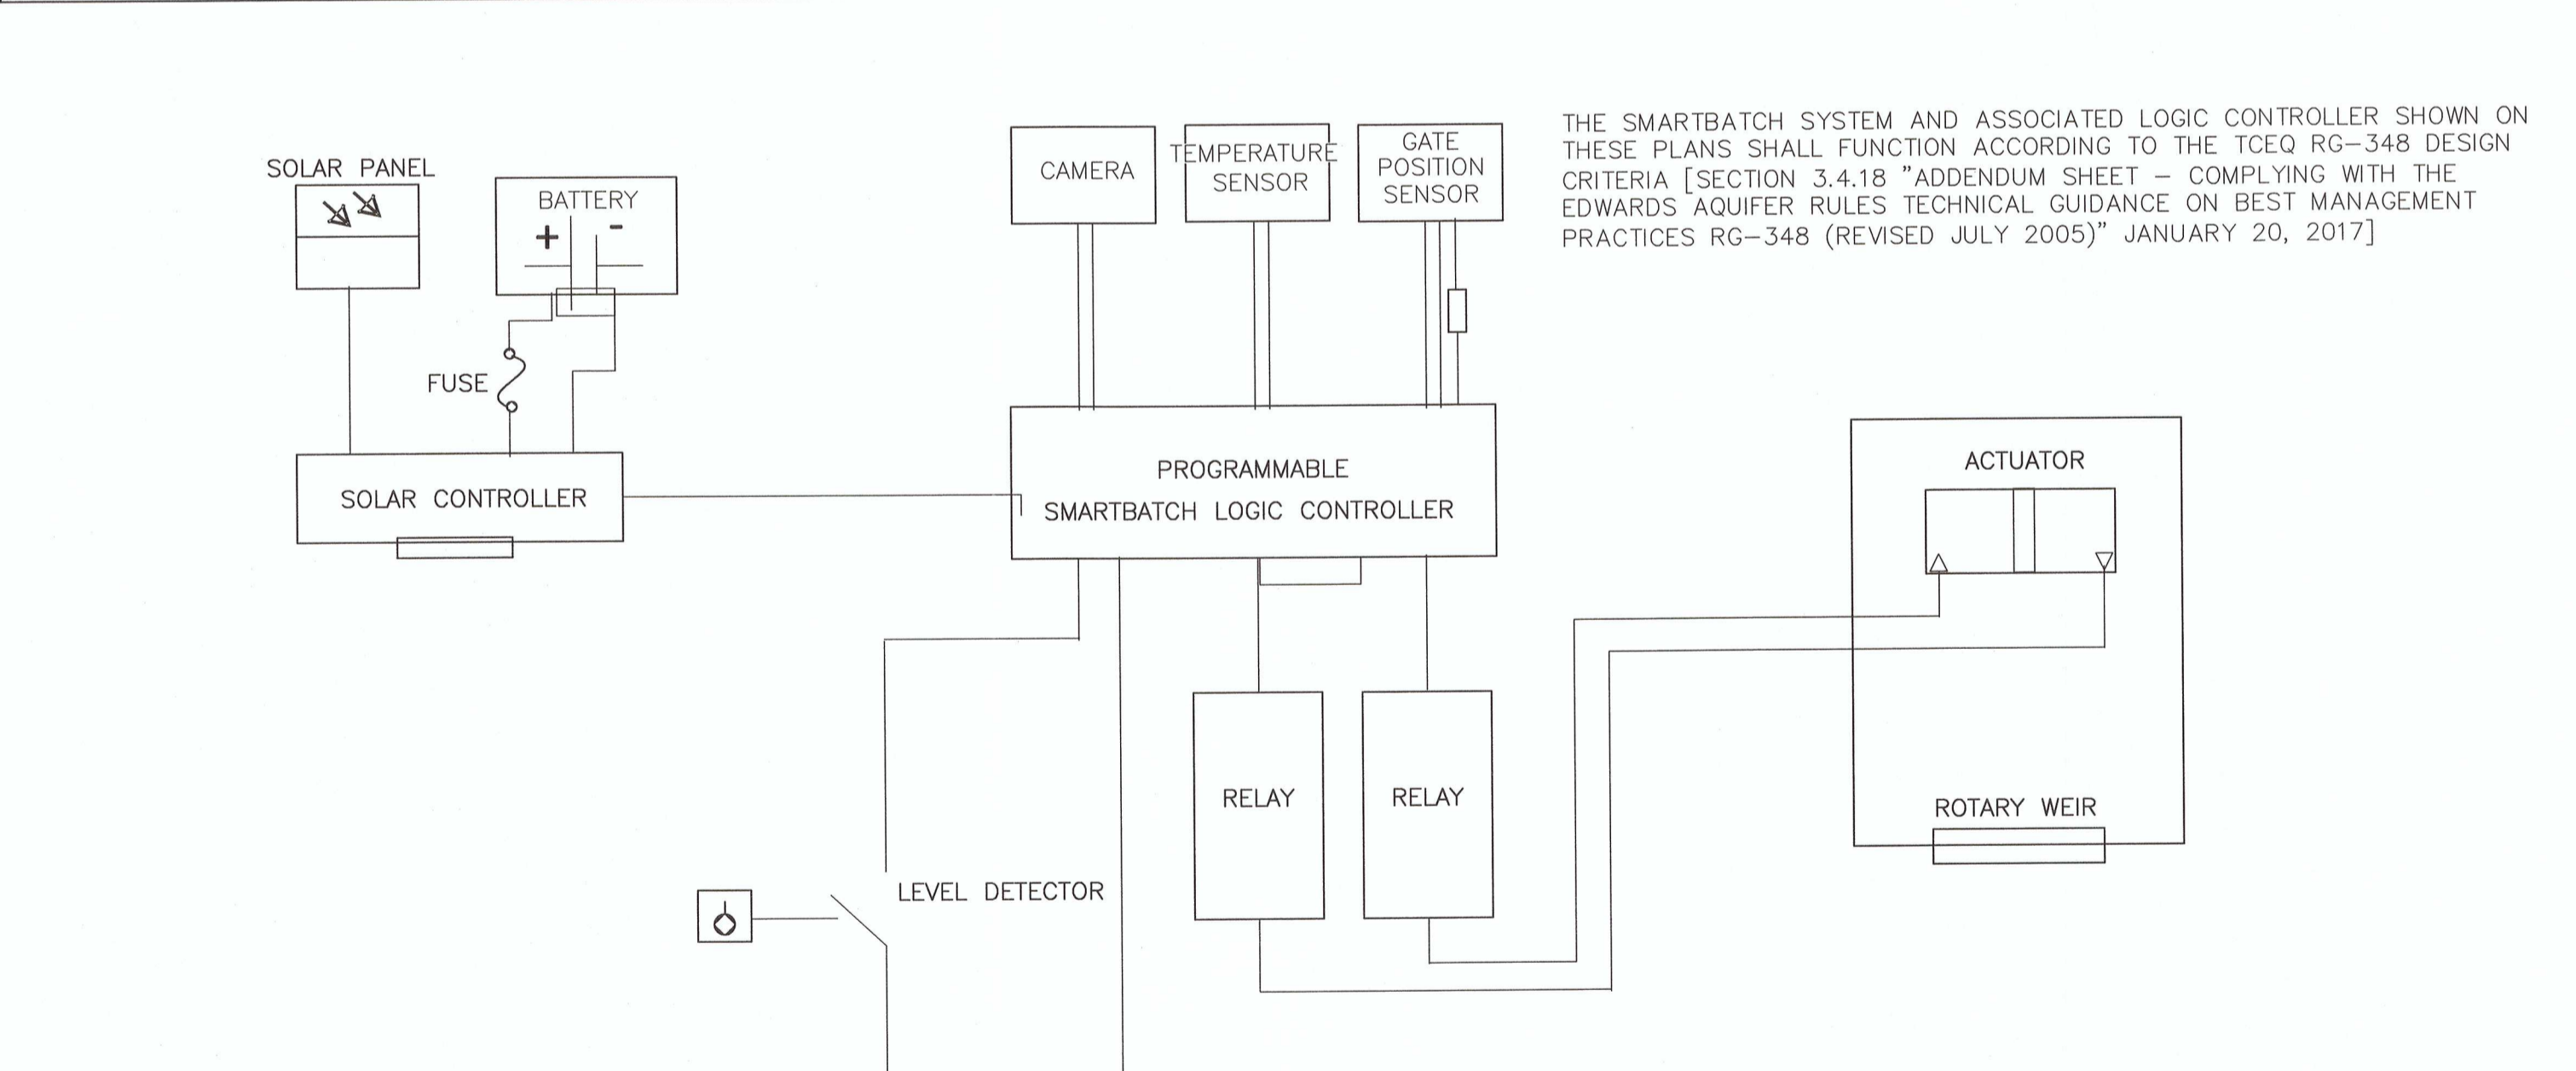 THE SMARTBATCH SYSTEM AND ASSOCIATED LOGIC CONTROLLER SHOWN ON
THESE PLANS SHALL FUNCTION ACCORDING TO THE TCEQ RG-348 DESIGN
CRITERIA [SECTION 3.4.18 "ADDENDUM SHEET – COMPLYING WITH THE
EDWARDS AQUIFER RULES TECHNICAL GUIDANCE ON BEST MANAGEMENT
PRACTICES RG-348 (REVISED JULY 2005)" JANUARY 20, 2017]
SOLAR PANEL
BATTERY
+ -
FUSE
SOLAR CONTROLLER
CAMERA
TEMPERATURE
SENSOR
GATE
POSITION
SENSOR
PROGRAMMABLE
SMARTBATCH LOGIC CONTROLLER
ACTUATOR
ROTARY WEIR
RELAY
RELAY
LEVEL DETECTOR